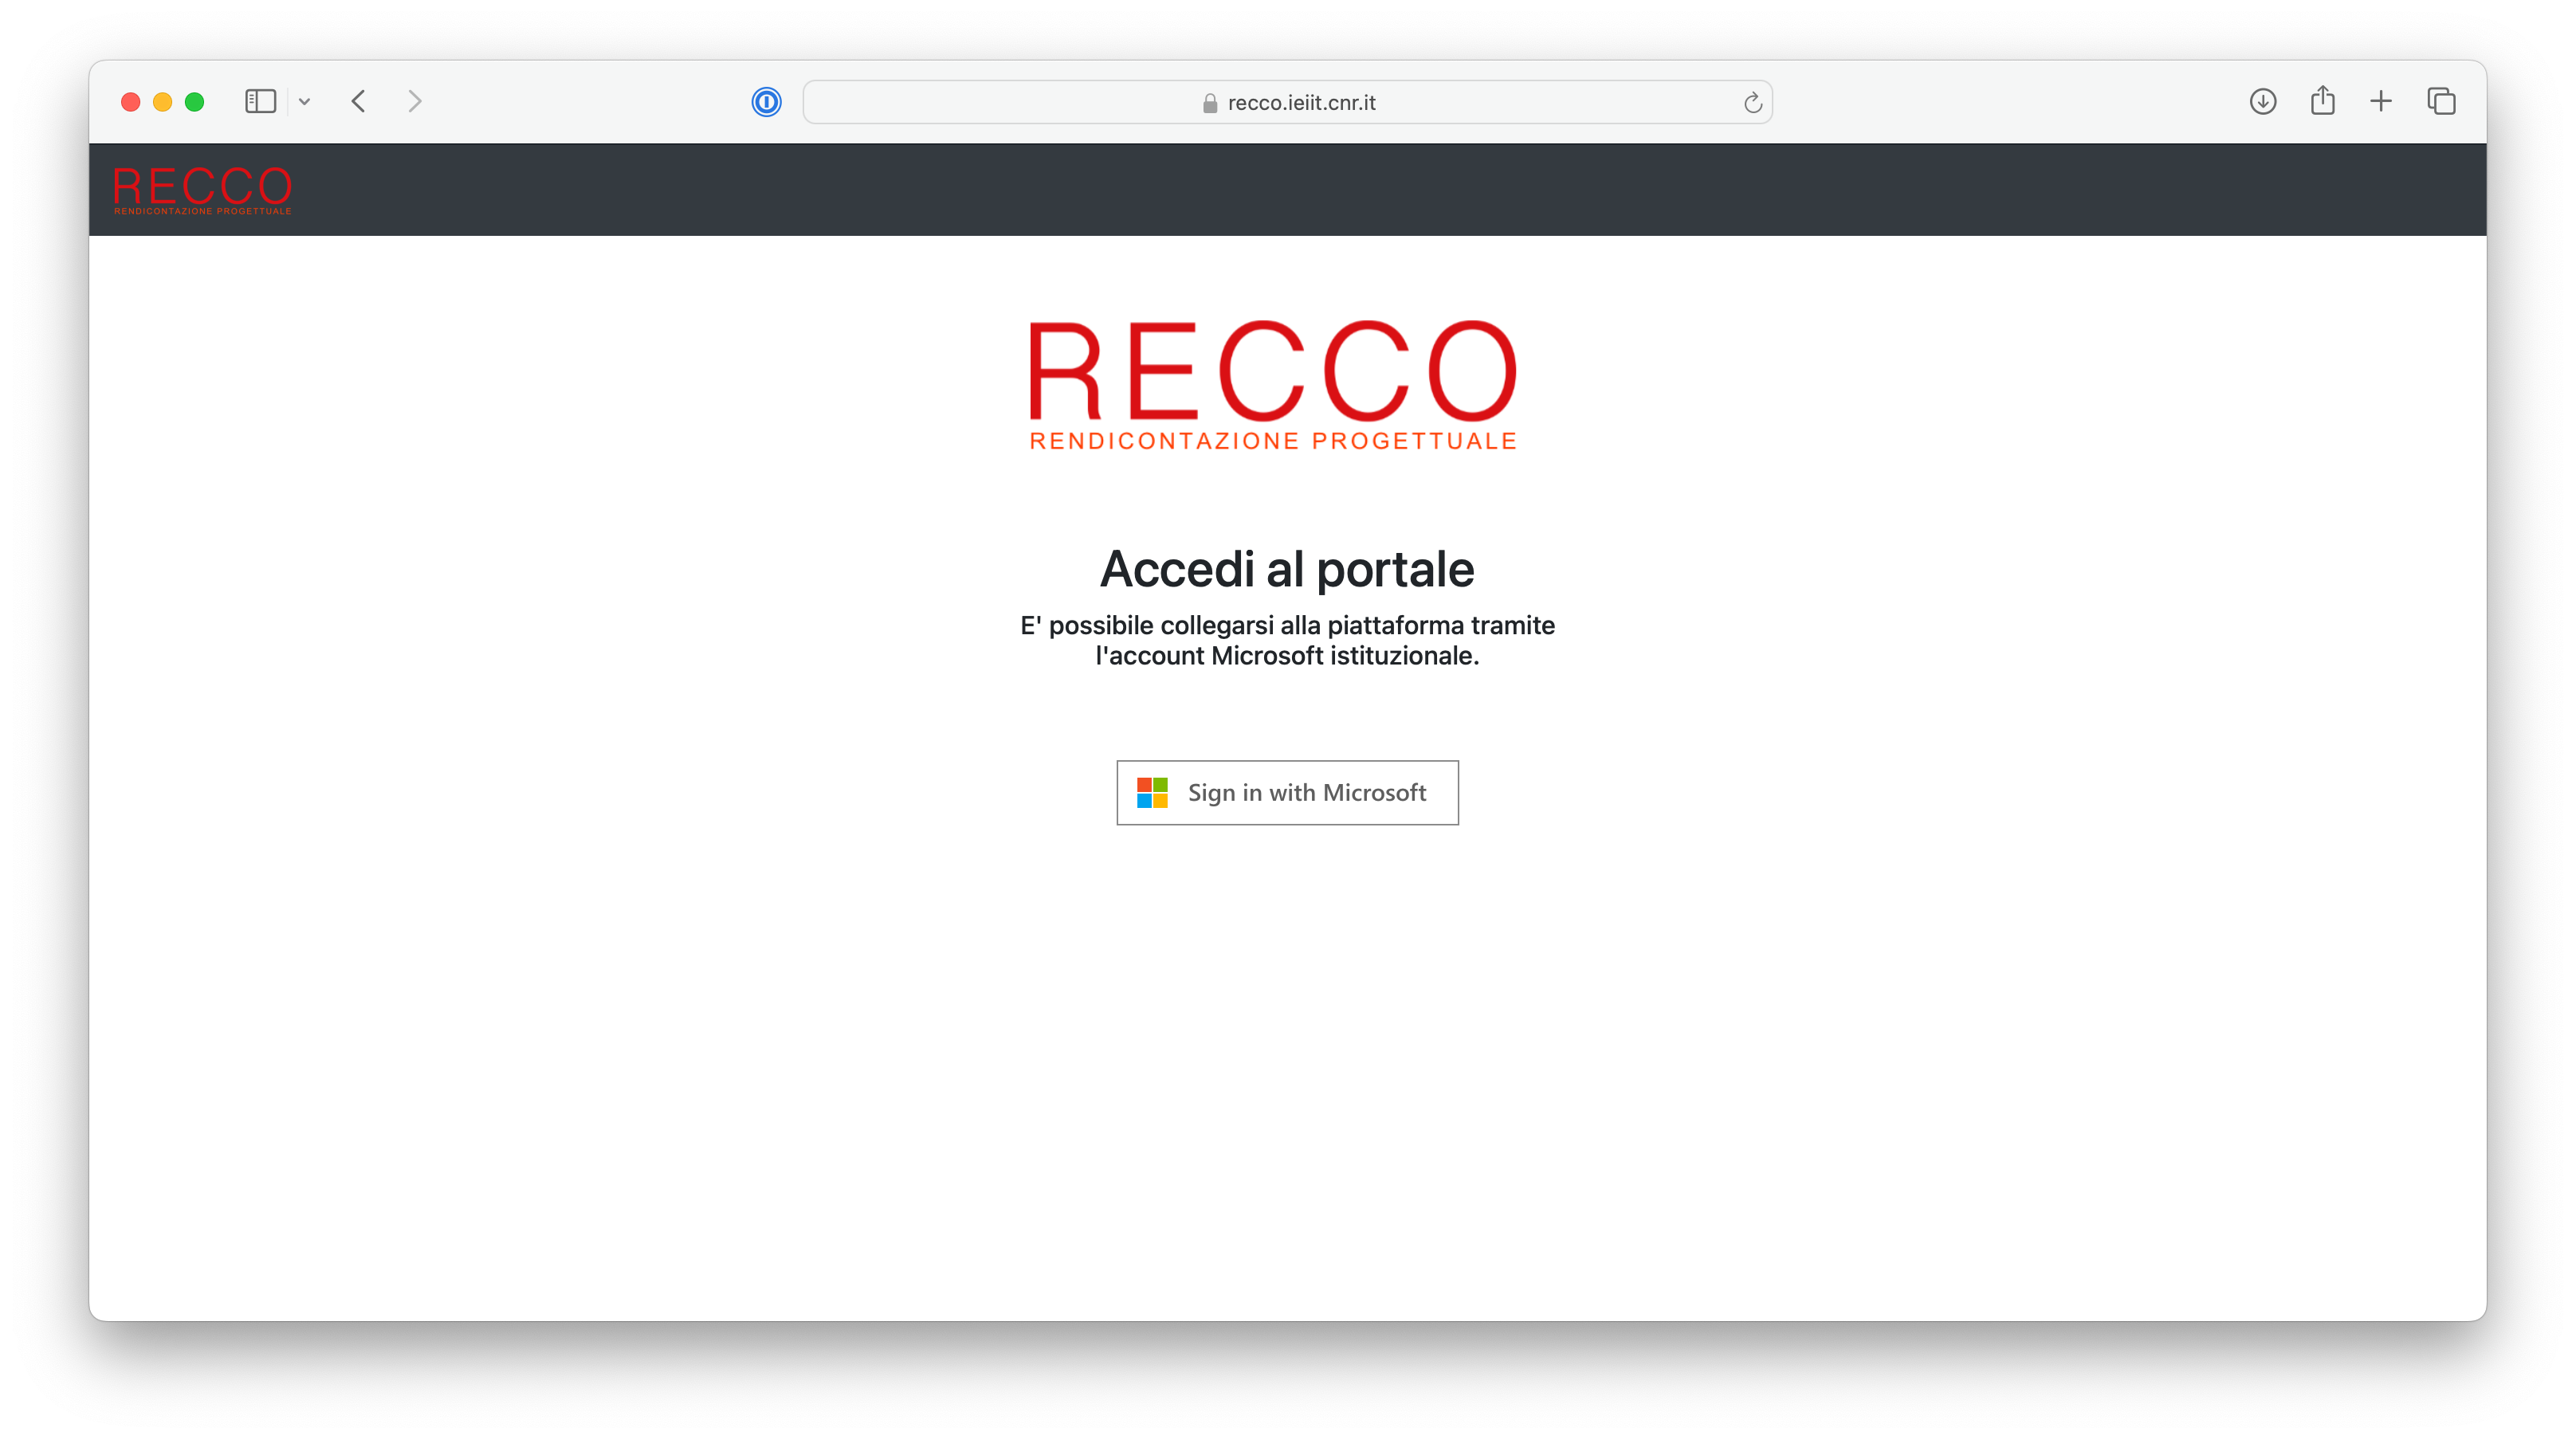 recco.ieiit.cnr.it
RECCO
RENDICONTAZIONE PROGETTUALE
RECCO
RENDICONTAZIONE PROGETTUALE
Accedi al portale
E' possibile collegarsi alla piattaforma tramite
l'account Microsoft istituzionale.
Sign in with Microsoft